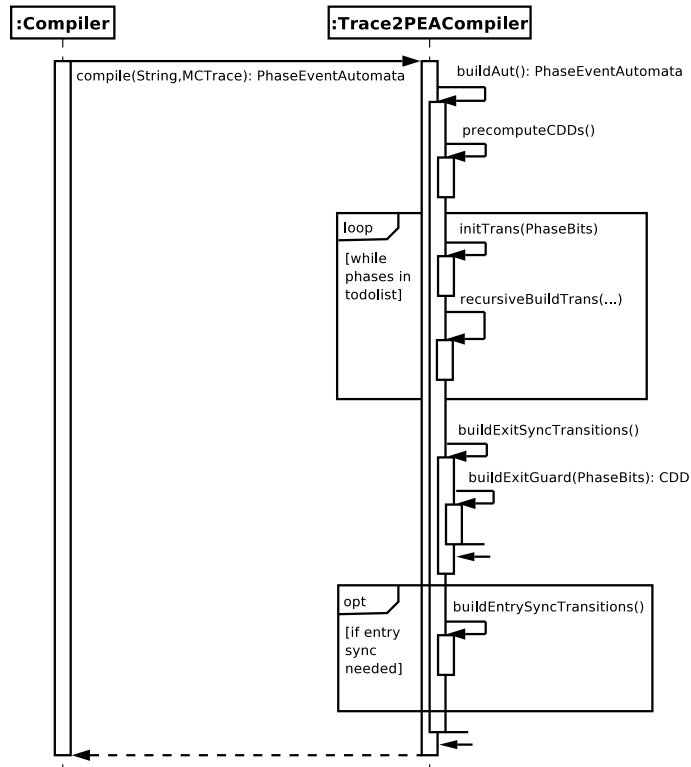 :Compiler
:Trace2PEACompiler
compile(String,MCTrace): PhaseEventAutomata
buildAut(): PhaseEventAutomata
precomputeCDDs()
loop
[while
phases in
todolist]
initTrans(PhaseBits)
recursiveBuildTrans(...)
buildExitSyncTransitions()
buildExitGuard(PhaseBits): CDD
opt
[if entry
sync
needed]
buildEntrySyncTransitions()